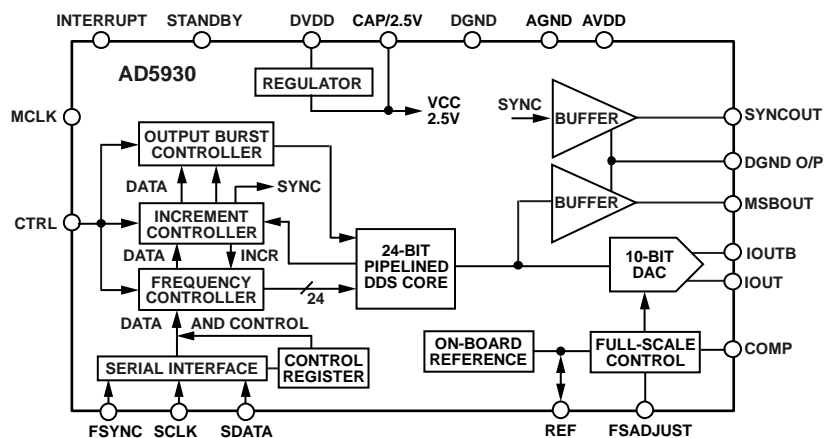 INTERRUPT STANDBY DVDD CAP/2.5V DGND AGND AVDD
AD5930
REGULATOR
VCC
2.5V
MCLK
SYNC
BUFFER
SYNCOUT
OUTPUT BURST
CONTROLLER
DGND O/P
DATA
SYNC
BUFFER
MSBOUT
CTRL
INCREMENT
CONTROLLER
24-BIT
PIPELINED
DDS CORE
10-BIT
DAC
IOUTB
IOUT
DATA
INCR
FREQUENCY
CONTROLLER
24
DATA
AND CONTROL
ON-BOARD
REFERENCE
FULL-SCALE
CONTROL
COMP
SERIAL INTERFACE
CONTROL
REGISTER
FSYNC SCLK SDATA REF FSADJUST